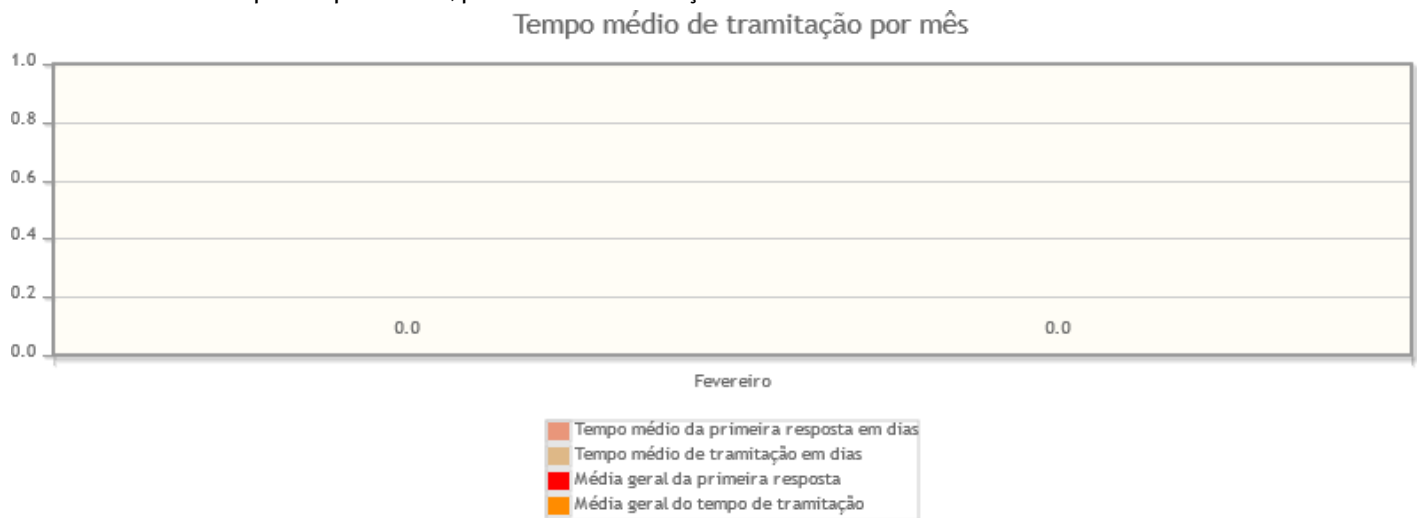 Tempo médio de tramitação por mês
1.0
0.8
0.6
0.4
0.2
0.0
0.0 0.0
Fevereiro
Tempo médio da primeira resposta em dias
Tempo médio de tramitação em dias
Média geral da primeira resposta
Média geral do tempo de tramitação